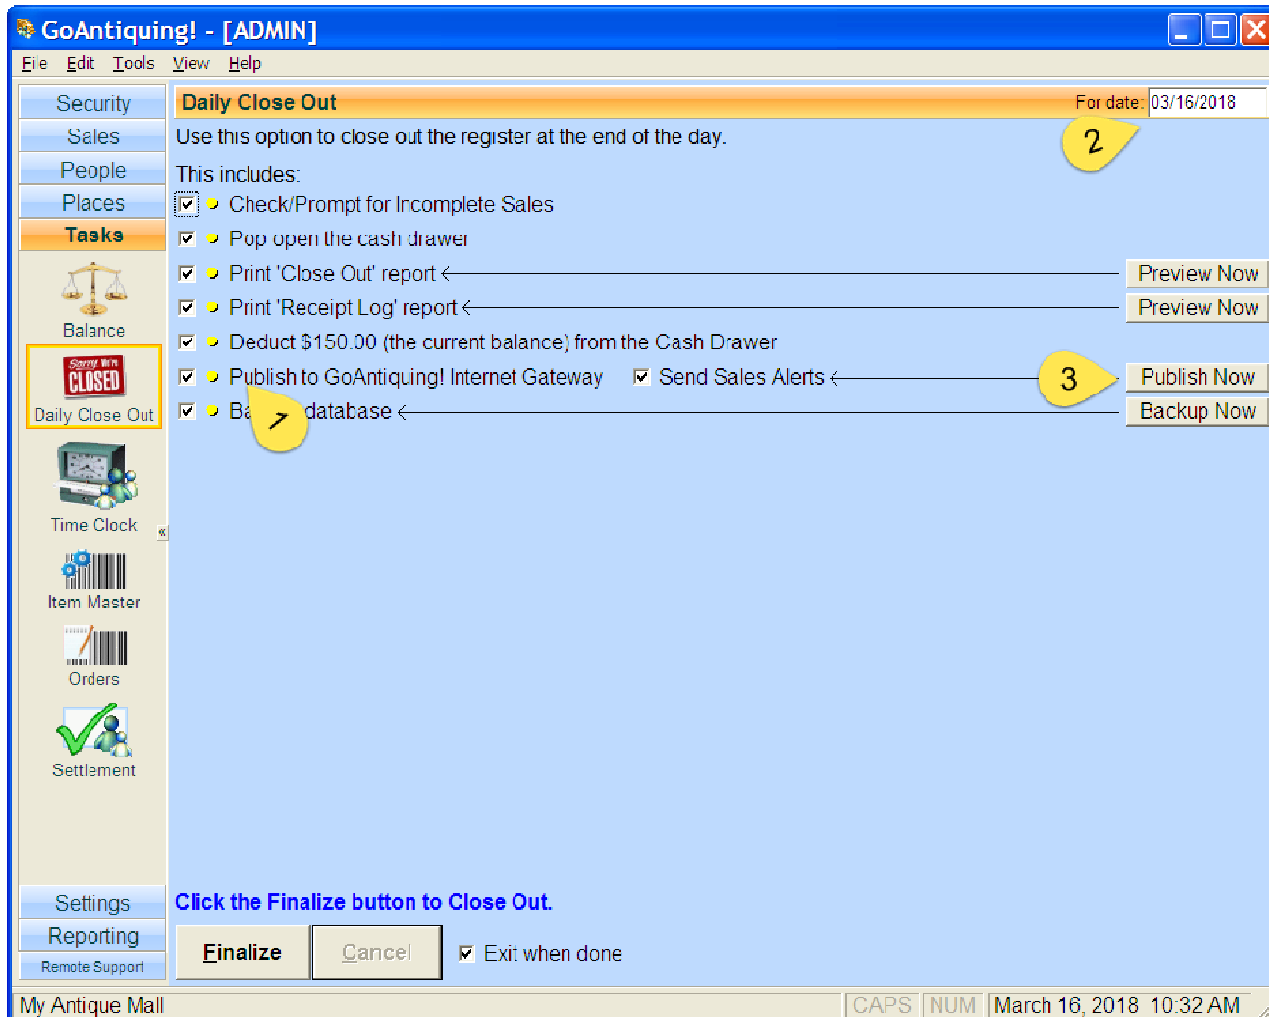 GoAntiquing! - [ADMIN]
File Edit Tools View Help
Security
Sales
People
Places
Tasks
Balance
Sorry We're
CLOSED
Daily Close Out
Time Clock
«
Item Master
Orders
Settlement
Settings
Reporting
Remote Support
Daily Close Out
For date: 03/16/2018
2
Use this option to close out the register at the end of the day.
This includes:
Check/Prompt for Incomplete Sales
Pop open the cash drawer
Print 'Close Out' report
Preview Now
Print 'Receipt Log' report
Preview Now
Deduct $150.00 (the current balance) from the Cash Drawer
Publish to GoAntiquing! Internet Gateway
Send Sales Alerts
3
Publish Now
1
database
Backup Now
Click the Finalize button to Close Out.
Finalize
Cancel
Exit when done
My Antique Mall
CAPS
NUM
March 16, 2018 10:32 AM